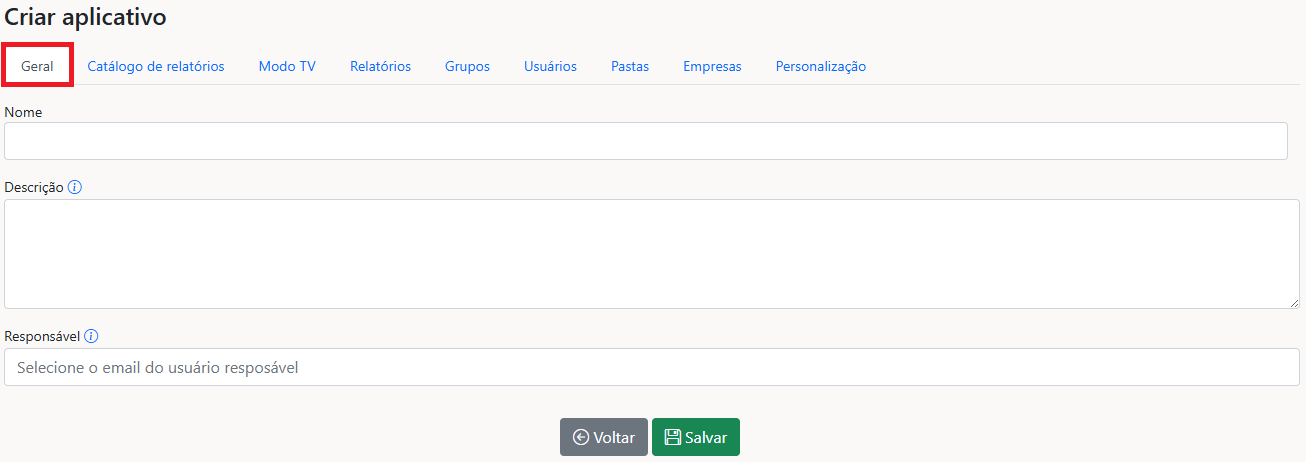 Criar aplicativo
Geral Catálogo de relatórios Modo TV Relatórios Grupos Usuários Pastas Empresas Personalização
Nome
Descrição
Responsável
Selecione o email do usuário resposável
Voltar Salvar